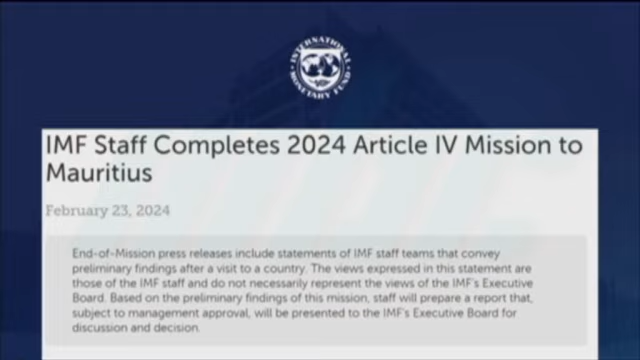 INTERNATIONAL
MONETARY FUND
IMF Staff Completes 2024 Article IV Mission to
Mauritius
February 23, 2024
End-of-Mission press releases include statements of IMF staff teams that convey
preliminary findings after a visit to a country. The views expressed in this statement are
those of the IMF staff and do not necessarily represent the views of the IMF's Executive
Board. Based on the preliminary findings of this mission, staff will prepare a report that,
subject to management approval, will be presented to the IMF's Executive Board for
discussion and decision.